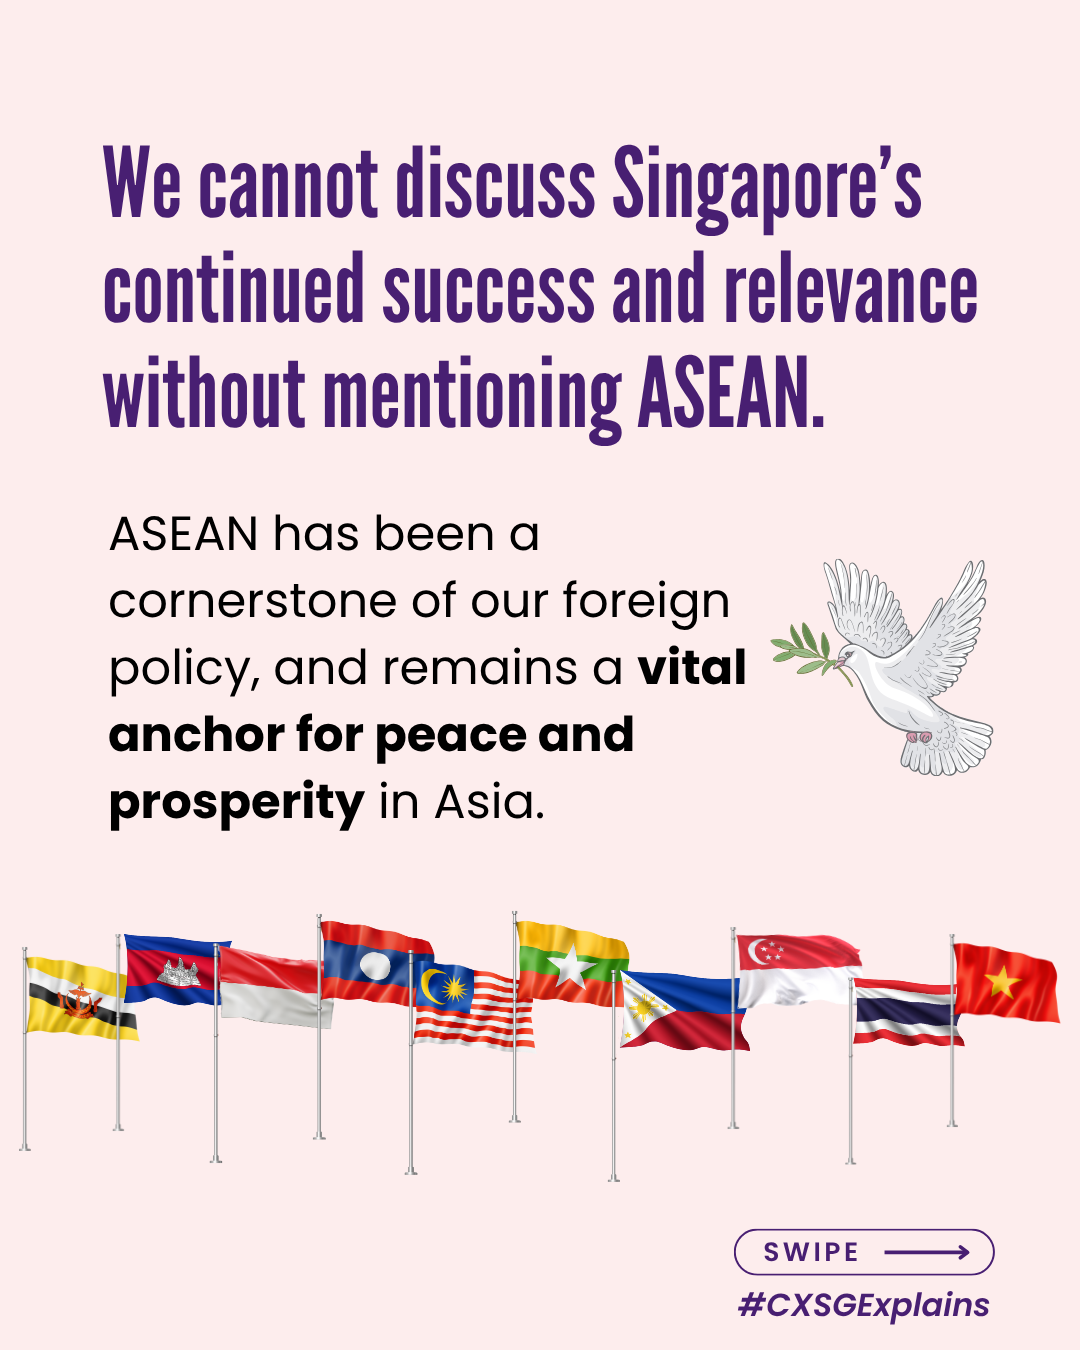 We cannot discuss Singapore’s
continued success and relevance
without mentioning ASEAN.
ASEAN has been a
cornerstone of our foreign
policy, and remains a vital
anchor for peace and
prosperity in Asia.
SWIPE
#CXSGExplains